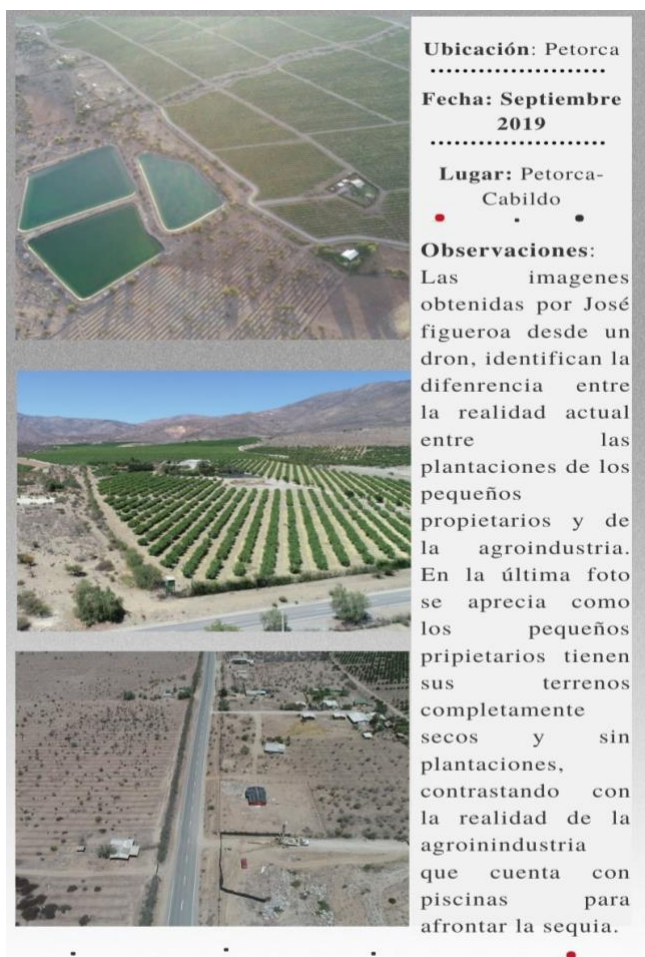 Ubicación: Petorca
Fecha: Septiembre
2019
Lugar: Petorca-
Cabildo
Observaciones:
Las imagenes
obtenidas por José
figueroa desde un
dron, identifican la
difenrencia entre
la realidad actual
entre las
plantaciones de los
pequeños
propietarios y de
la agroindustria.
En la última foto
se aprecia como
los pequeños
pripietarios tienen
sus terrenos
completamente
secos y sin
plantaciones,
contrastando con
la realidad de la
agroinindustria
que cuenta con
piscinas para
afrontar la sequia.